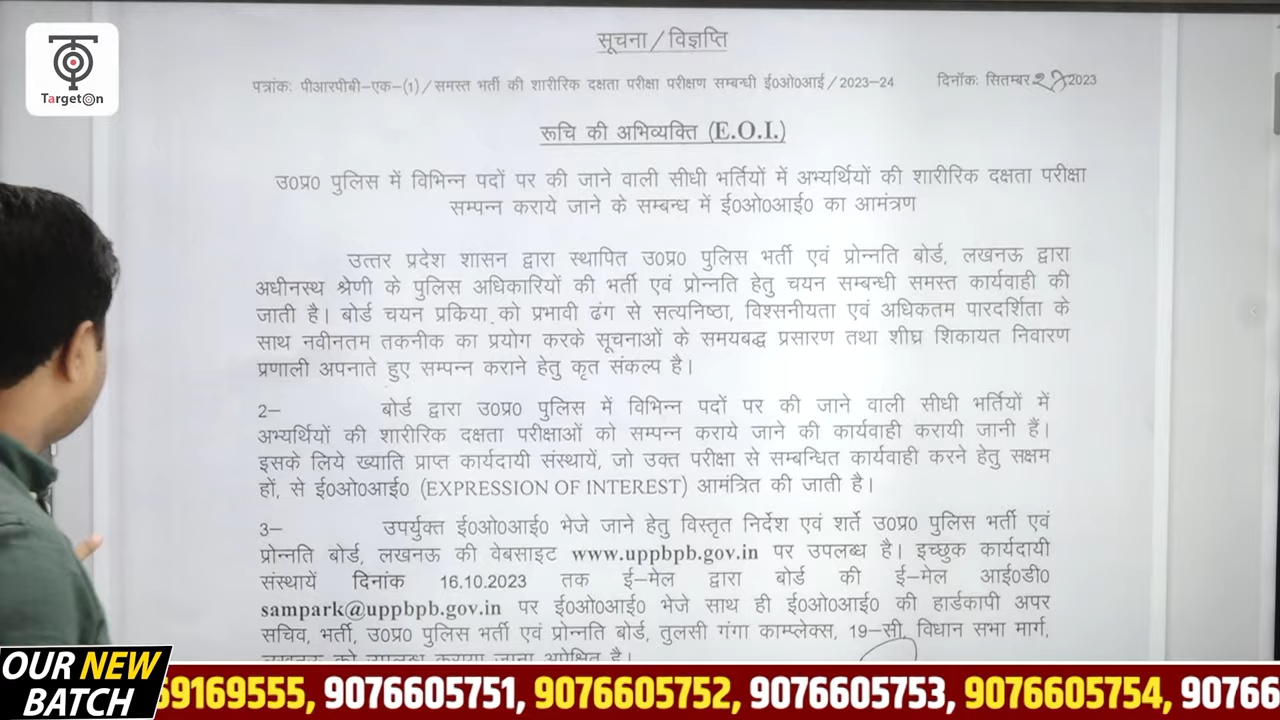 TargetOn
सूचना/विज्ञप्ति
पत्रांकः पीआरपीबी-एक-(1)/समस्त भर्ती की शारीरिक दक्षता परीक्षा परीक्षण सम्बन्धी ई0ओ0आई/2023-24 दिनाँकः सितम्बर 2023
रूचि की अभिव्यक्ति (E.O.I.)
उ0प्र0 पुलिस में विभिन्न पदों पर की जाने वाली सीधी भर्तियों में अभ्यर्थियों की शारीरिक दक्षता परीक्षा
सम्पन्न कराये जाने के सम्बन्ध में ई0ओ0आई0 का आमंत्रण
उत्तर प्रदेश शासन द्वारा स्थापित उ0प्र0 पुलिस भर्ती एवं प्रोन्नति बोर्ड, लखनऊ द्वारा
अधीनस्थ श्रेणी के पुलिस अधिकारियों की भर्ती एवं प्रोन्नति हेतु चयन सम्बन्धी समस्त कार्यवाही की
जाती है। बोर्ड चयन प्रकिया को प्रभावी ढंग से सत्यनिष्ठा, विश्सनीयता एवं अधिकतम पारदर्शिता के
साथ नवीनतम तकनीक का प्रयोग करके सूचनाओं के समयबद्ध प्रसारण तथा शीघ्र शिकायत निवारण
प्रणाली अपनाते हुए सम्पन्न कराने हेतु कृत संकल्प है।
2- बोर्ड द्वारा उ0प्र0 पुलिस में विभिन्न पदों पर की जाने वाली सीधी भर्तियों में
अभ्यर्थियों की शारीरिक दक्षता परीक्षाओं को सम्पन्न कराये जाने की कार्यवाही करायी जानी हैं।
इसके लिये ख्याति प्राप्त कार्यदायी संस्थायें, जो उक्त परीक्षा से सम्बन्धित कार्यवाही करने हेतु सक्षम
हों, से ई0ओ0आई0 (EXPRESSION OF INTEREST) आमंत्रित की जाती है।
3- उपर्युक्त ई0ओ0आई0 भेजे जाने हेतु विस्तृत निर्देश एवं शर्ते उ0प्र0 पुलिस भर्ती एवं
प्रोन्नति बोर्ड, लखनऊ की वेबसाइट www.uppbpb.gov.in पर उपलब्ध है। इच्छुक कार्यदायी
संस्थायें दिनांक 16.10.2023 तक ई-मेल द्वारा बोर्ड की ई-मेल आई0डी0
sampark@uppbpb.gov.in पर ई0ओ0आई0 भेजे साथ ही ई0ओ0आई0 की हार्डकापी अपर
सचिव, भर्ती, उ0प्र0 पुलिस भर्ती एवं प्रोन्नति बोर्ड, तुलसी गंगा काम्प्लेक्स, 19-सी, विधान सभा मार्ग,
लखनऊ को उपलब्ध कराया जाना अपेक्षित है।
OUR NEW
BATCH
69169555, 9076605751, 9076605752, 9076605753, 9076605754, 90766